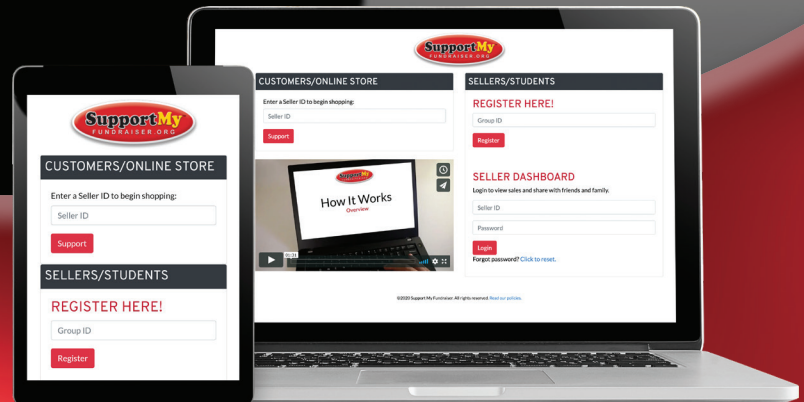 SupportMy
FUNDRAISER.ORG
CUSTOMERS/ONLINE STORE
Enter a Seller ID to begin shopping:
Seller ID
Support
SELLERS/STUDENTS
REGISTER HERE!
Group ID
Register
SupportMy
FUNDRAISER.ORG
CUSTOMERS/ONLINE STORE
Enter a Seller ID to begin shopping:
Seller ID
Support
SupportMy
How It Works
Overview
01:31
SELLERS/STUDENTS
REGISTER HERE!
Group ID
Register
SELLER DASHBOARD
Login to view sales and share with friends and family.
Seller ID
Password
Login
Forgot password? Click to reset.
©2020 Support My Fundraiser. All rights reserved. Read our policies.